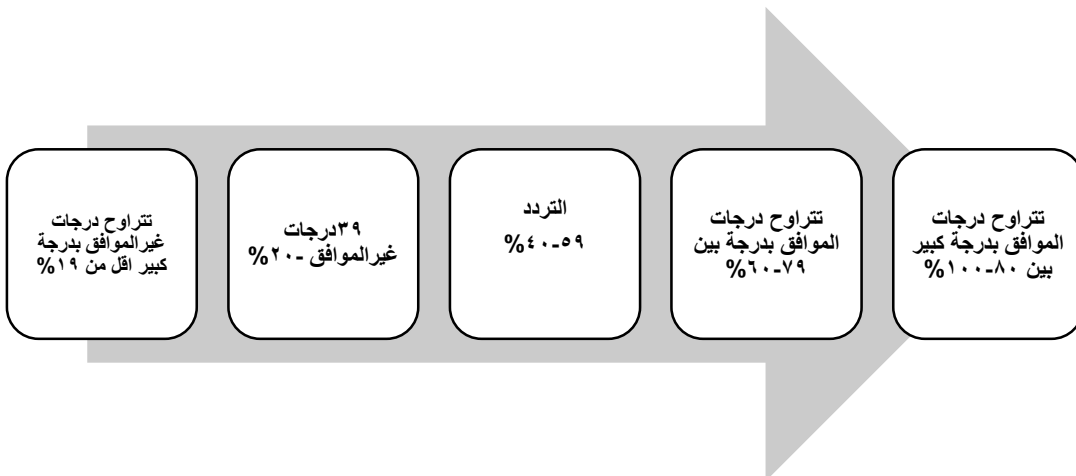 تتراوح درجات
الموافق بدرجة كبير
بين ٨٠-١٠٠%
تتراوح درجات
الموافق بدرجة بين
٧٩-٦٠%
التردد
٥٩-٤٠%
٣٩درجات
غيرالموافق -٢٠%
تتراوح درجات
غيرالموافق بدرجة
كبير اقل من ١٩%